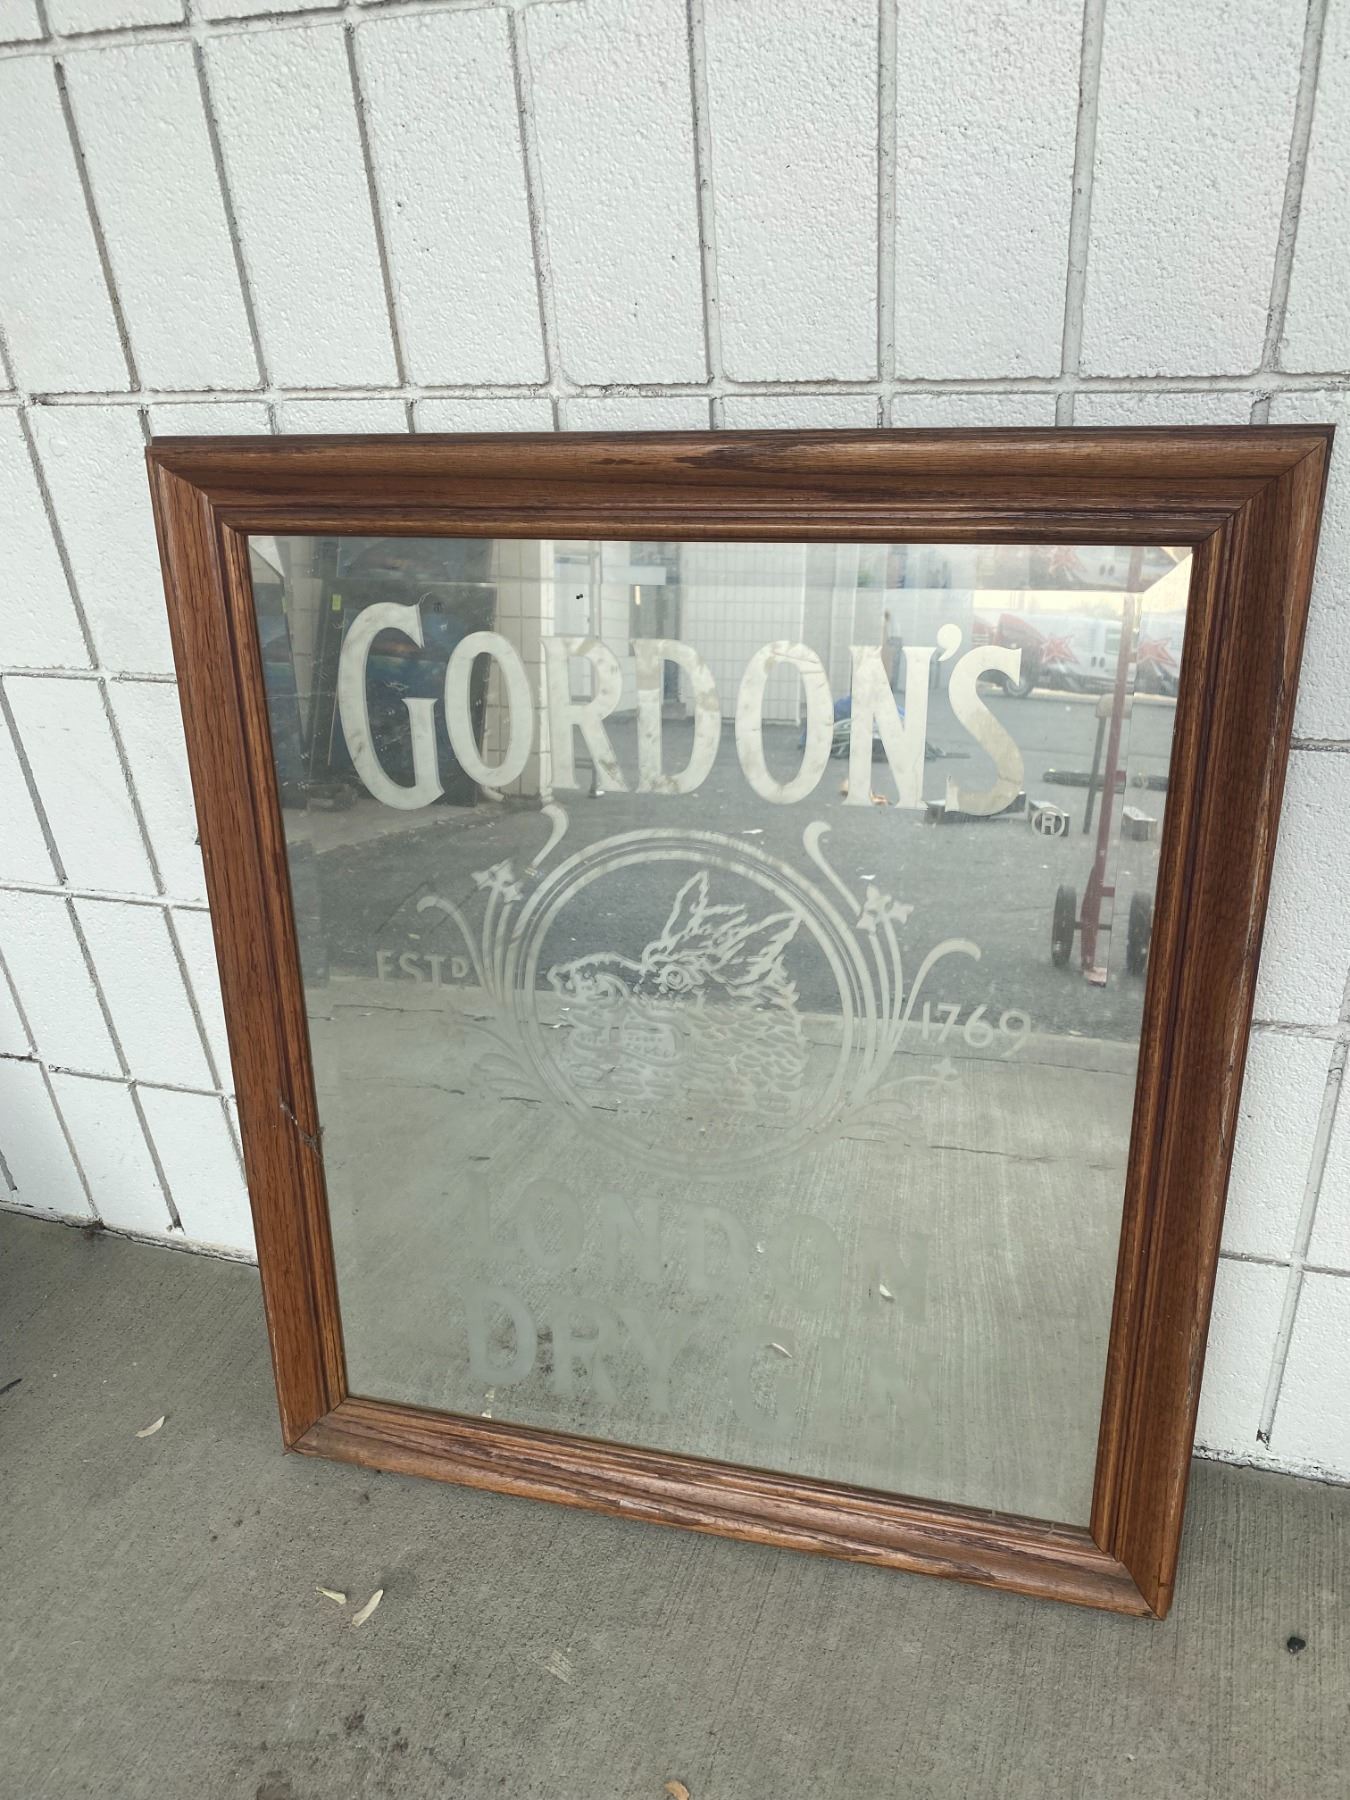 GORDON'S
®
ESTD 1769
LONDON
DRY GIN